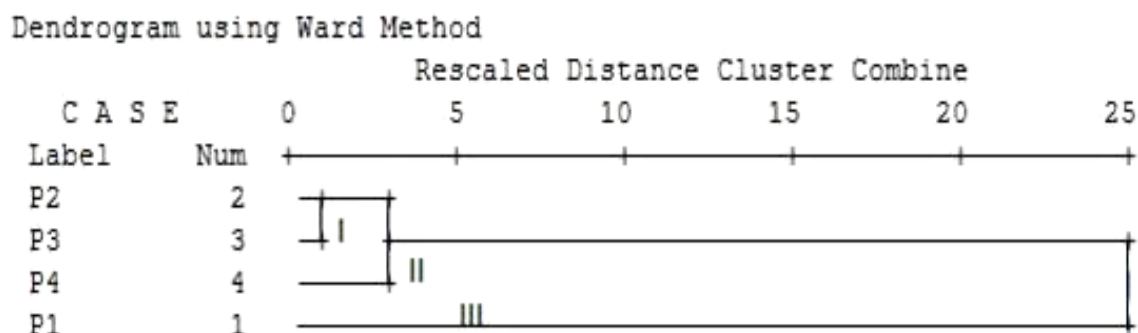 Dendrogram using Ward Method
Rescaled Distance Cluster Combine
C A S E 0 5 10 15 20 25
Label Num
P2 2
P3 3 I
P4 4 II
P1 1 III